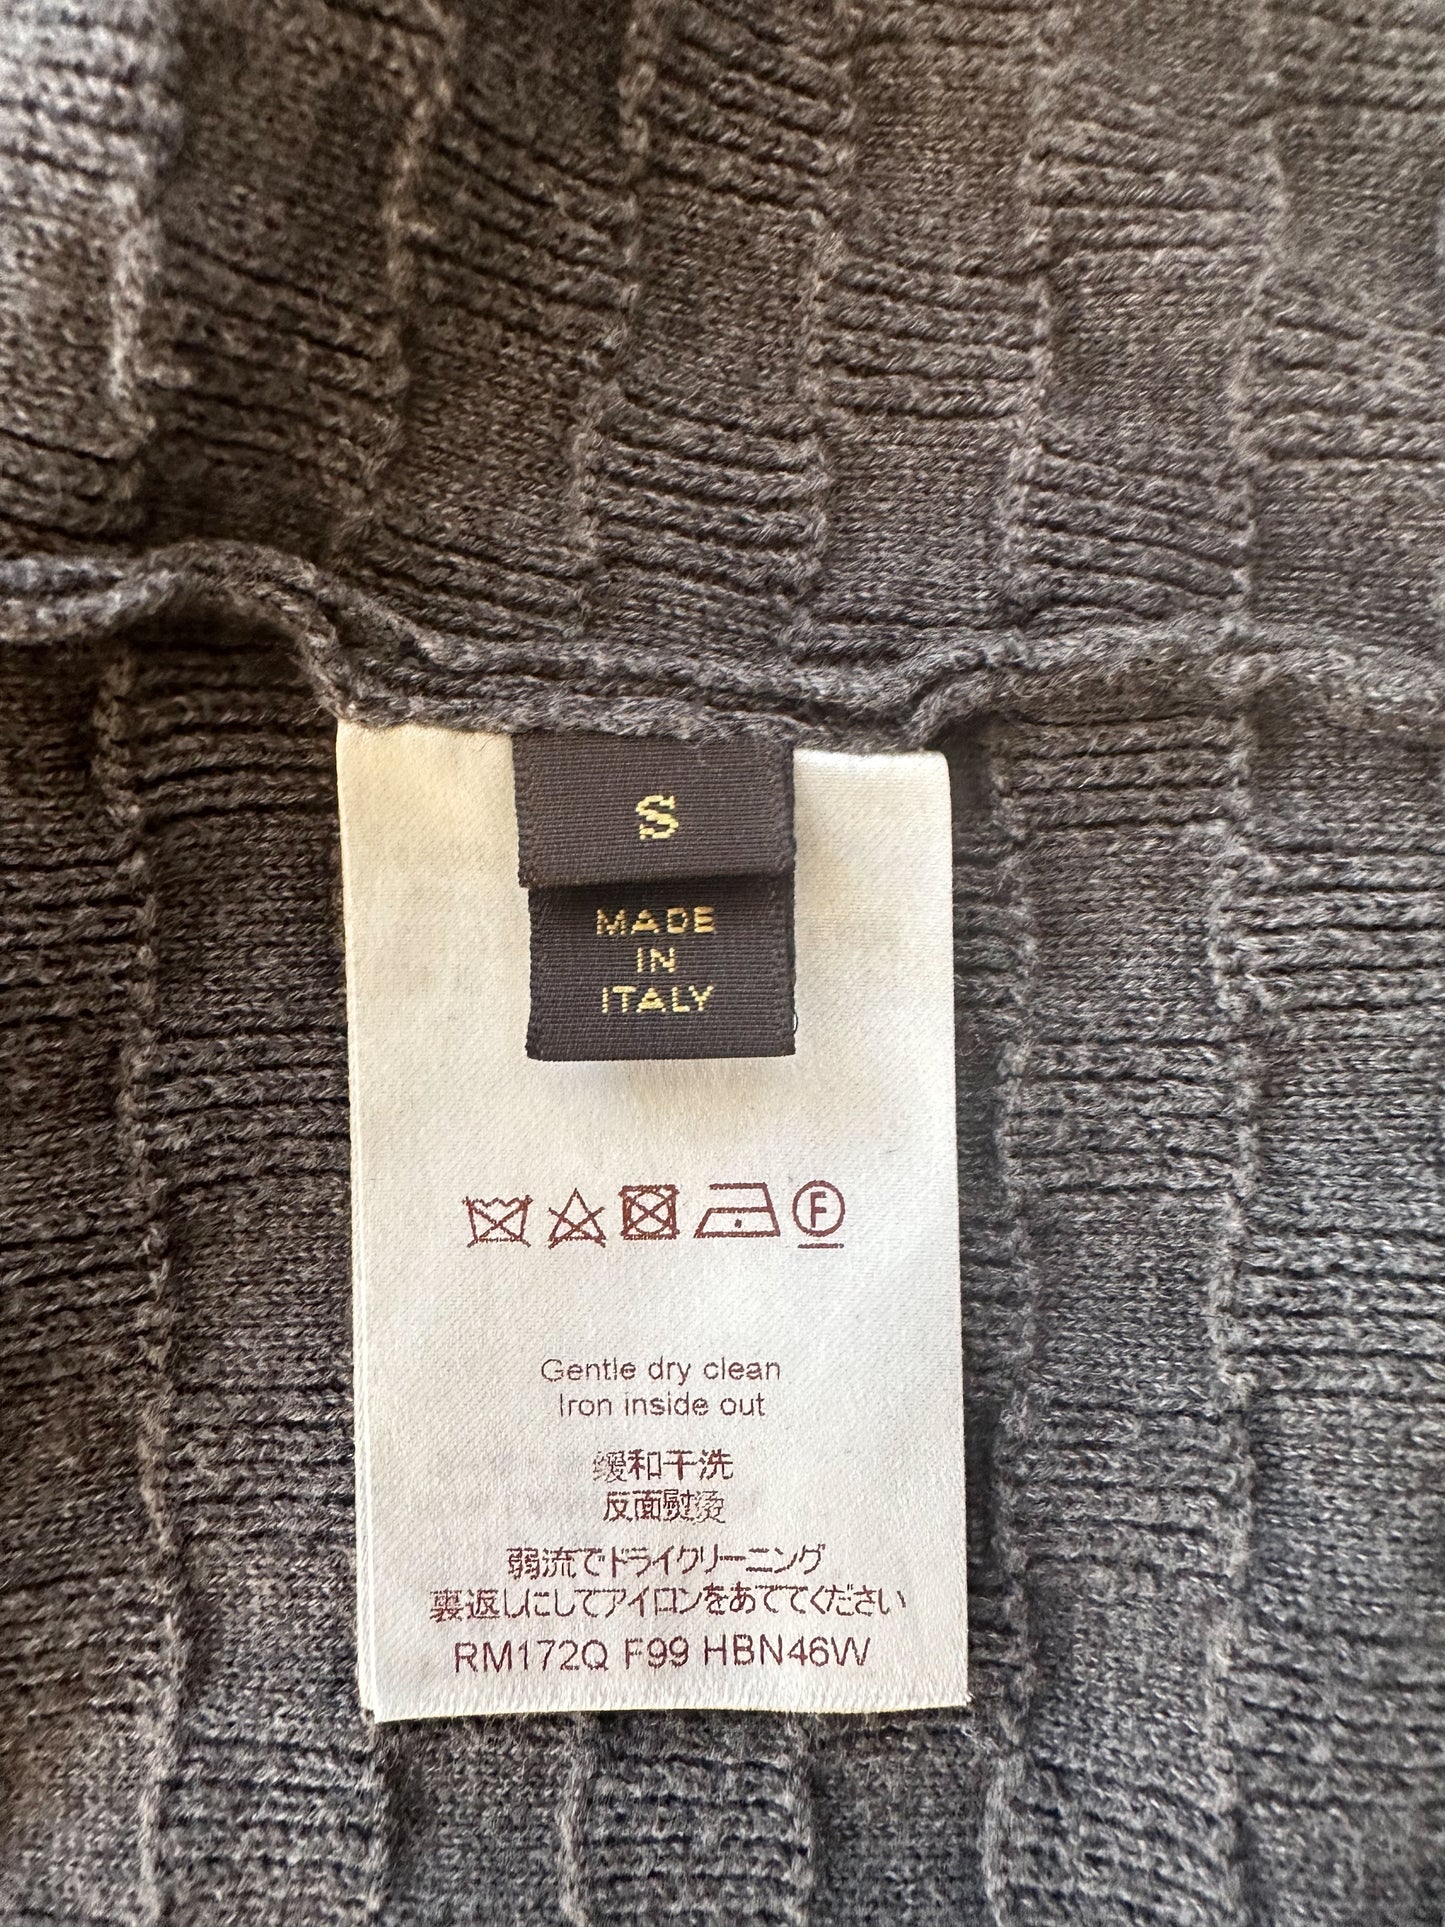 S
MADE
IN
ITALY
F
Gentle dry clean
Iron inside out
缓和干洗
反面熨烫
弱流でドライクリーニング
裏返しにしてアイロンをあててください
RM172Q F99 HBN46W